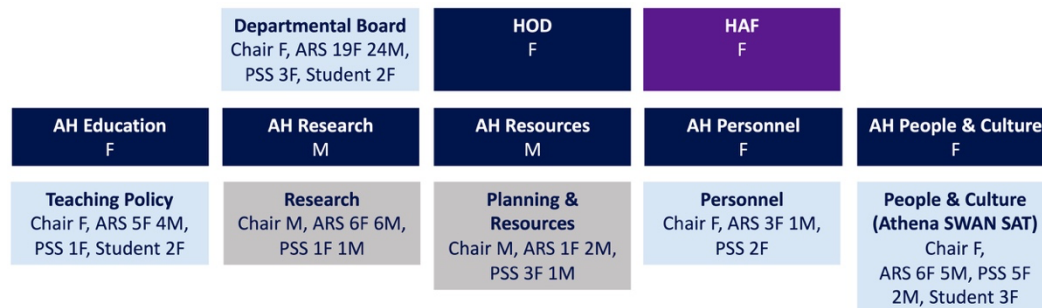 Departmental Board
Chair F, ARS 19F 24M,
PSS 3F, Student 2F
HOD
F
HAF
F
AH Education
F
AH Research
M
AH Resources
M
AH Personnel
F
AH People & Culture
F
Teaching Policy
Chair F, ARS 5F 4M,
PSS 1F, Student 2F
Research
Chair M, ARS 6F 6M,
PSS 1F 1M
Planning &
Resources
Chair M, ARS 1F 2M,
PSS 3F 1M
Personnel
Chair F, ARS 3F 1M,
PSS 2F
People & Culture
(Athena SWAN SAT)
Chair F,
ARS 6F 5M, PSS 5F
2M, Student 3F